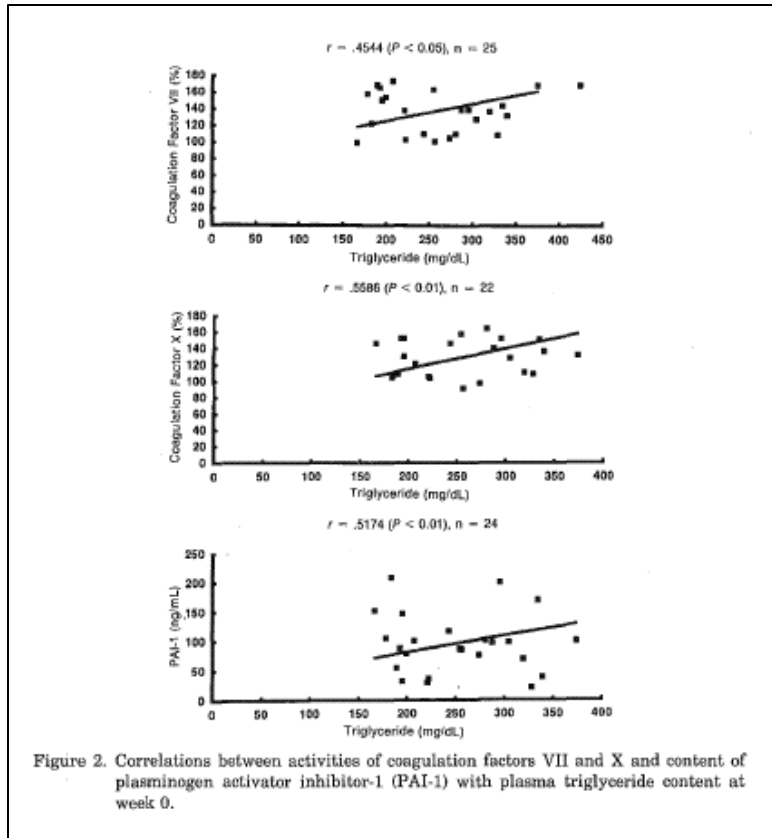 r = .4544 (P < 0.05), n = 25
Coagulation Factor VII (%)
180
160
140
120
100
80
60
40
20
0
0 50 100 150 200 250 300 350 400 450
Triglyceride (mg/dL)
r = .5586 (P < 0.01), n = 22
Coagulation Factor X (%)
180
160
140
120
100
80
60
40
20
0
0 50 100 150 200 250 300 350 400
Triglyceride (mg/dL)
r = .5174 (P < 0.01), n = 24
PAI-1 (ng/mL)
250
200
150
100
50
0
0 50 100 150 200 250 300 350 400
Triglyceride (mg/dL)
Figure 2. Correlations between activities of coagulation factors VII and X and content of
plasminogen activator inhibitor-1 (PAI-1) with plasma triglyceride content at
week 0.